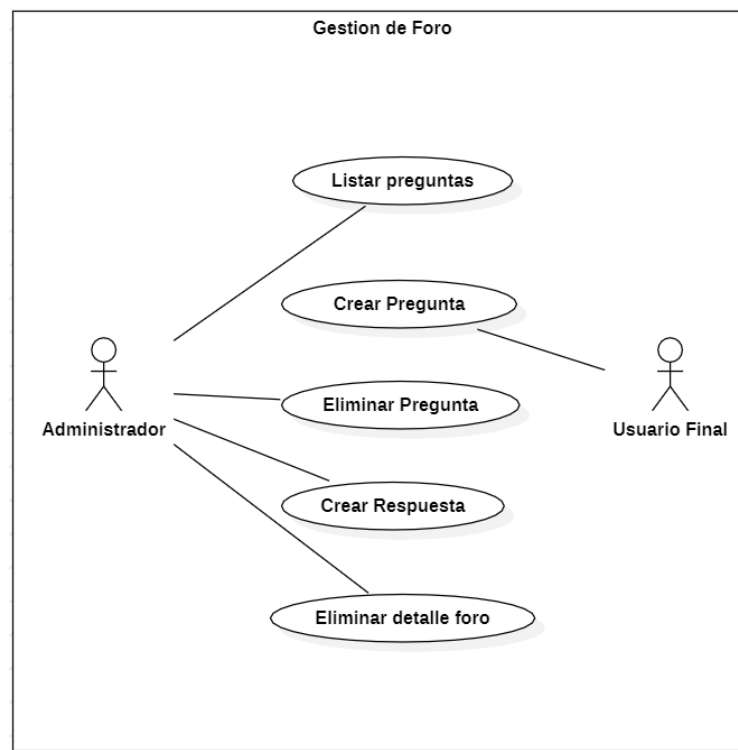 Gestion de Foro
Listar preguntas
Crear Pregunta
Eliminar Pregunta
Administrador
Usuario Final
Crear Respuesta
Eliminar detalle foro